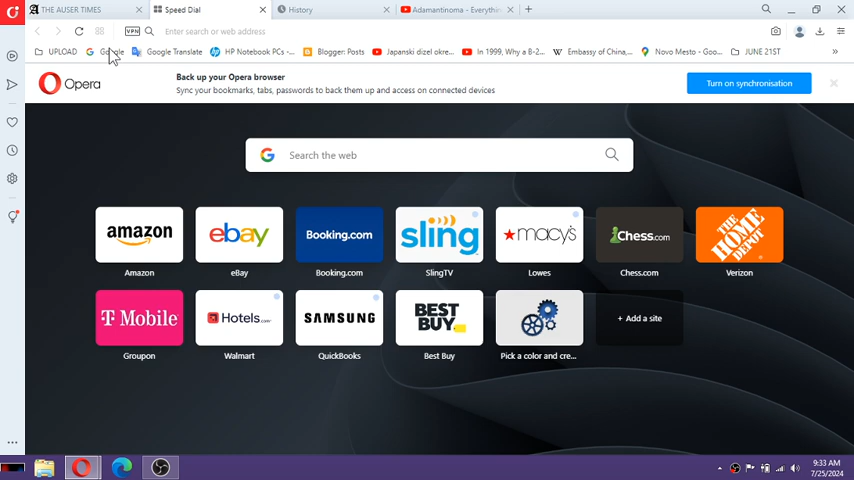 THE AUSER TIMES
Speed Dial
History
Adamantinoma - Everythin
VPN
Enter search or web address
UPLOAD
Google
Google Translate
HP Notebook PCs -...
Blogger: Posts
Japanski dizel okre...
In 1999, Why a B-2...
Embassy of China,...
Novo Mesto - Goo...
JUNE 21ST
»
Opera
Back up your Opera browser
Sync your bookmarks, tabs, passwords to back them up and access on connected devices
Turn on synchronisation
Search the web
amazon
ebay
Booking.com
sling
macy's
Chess.com
THE HOME DEPOT
Amazon
eBay
Booking.com
SlingTV
Lowes
Chess.com
Verizon
T Mobile
Hotels.com
SAMSUNG
BEST BUY
+ Add a site
Groupon
Walmart
QuickBooks
Best Buy
Pick a color and cre...
9:33 AM
7/25/2024